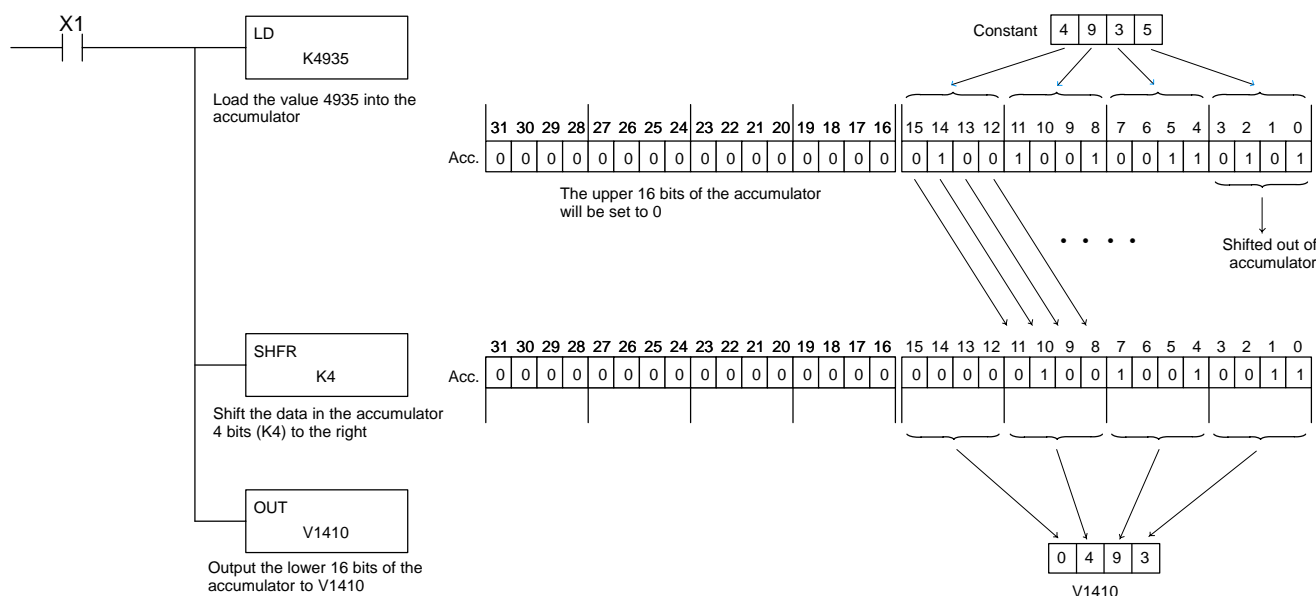 X1
LD
K4935
Load the value 4935 into the
accumulator
Constant 4 9 3 5
31 30 29 28 27 26 25 24 23 22 21 20 19 18 17 16 15 14 13 12 11 10 9 8 7 6 5 4 3 2 1 0
Acc. 0 0 0 0 0 0 0 0 0 0 0 0 0 0 0 0 0 1 0 0 1 0 0 1 0 0 1 1 0 1 0 1
The upper 16 bits of the accumulator
will be set to 0
. . . .
Shifted out of
accumulator
SHFR
K4
Shift the data in the accumulator
4 bits (K4) to the right
31 30 29 28 27 26 25 24 23 22 21 20 19 18 17 16 15 14 13 12 11 10 9 8 7 6 5 4 3 2 1 0
Acc. 0 0 0 0 0 0 0 0 0 0 0 0 0 0 0 0 0 0 0 0 0 1 0 0 1 0 0 1 0 0 1 1
OUT
V1410
Output the lower 16 bits of the
accumulator to V1410
0 4 9 3
V1410